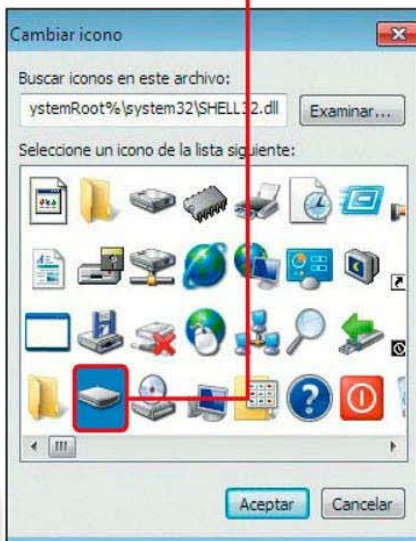 Cambiar icono
Buscar iconos en este archivo:
ystemRoot%\system32\SHELL32.dll
Examinar...
Seleccione un icono de la lista siguiente:
Aceptar
Cancelar